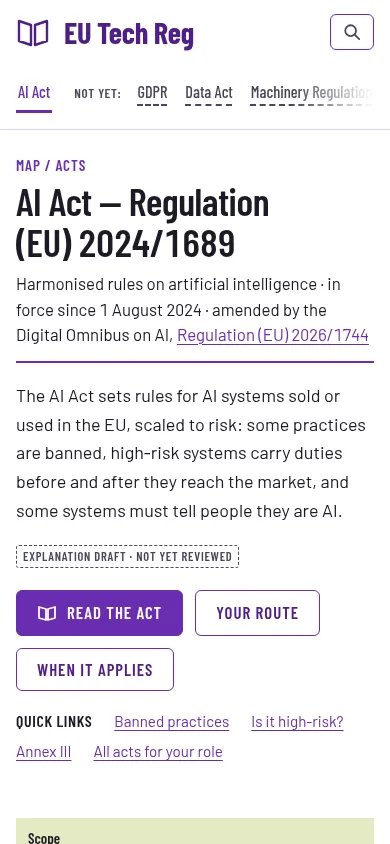 EU Tech Reg
AI Act NOT YET: GDPR Data Act Machinery Regulation
MAP / ACTS
AI Act — Regulation
(EU) 2024/1689
Harmonised rules on artificial intelligence · in
force since 1 August 2024 · amended by the
Digital Omnibus on AI, Regulation (EU) 2026/1744
The AI Act sets rules for AI systems sold or
used in the EU, scaled to risk: some practices
are banned, high-risk systems carry duties
before and after they reach the market, and
some systems must tell people they are AI.
EXPLANATION DRAFT · NOT YET REVIEWED
READ THE ACT YOUR ROUTE
WHEN IT APPLIES
QUICK LINKS Banned practices Is it high-risk?
Annex III All acts for your role
Scope